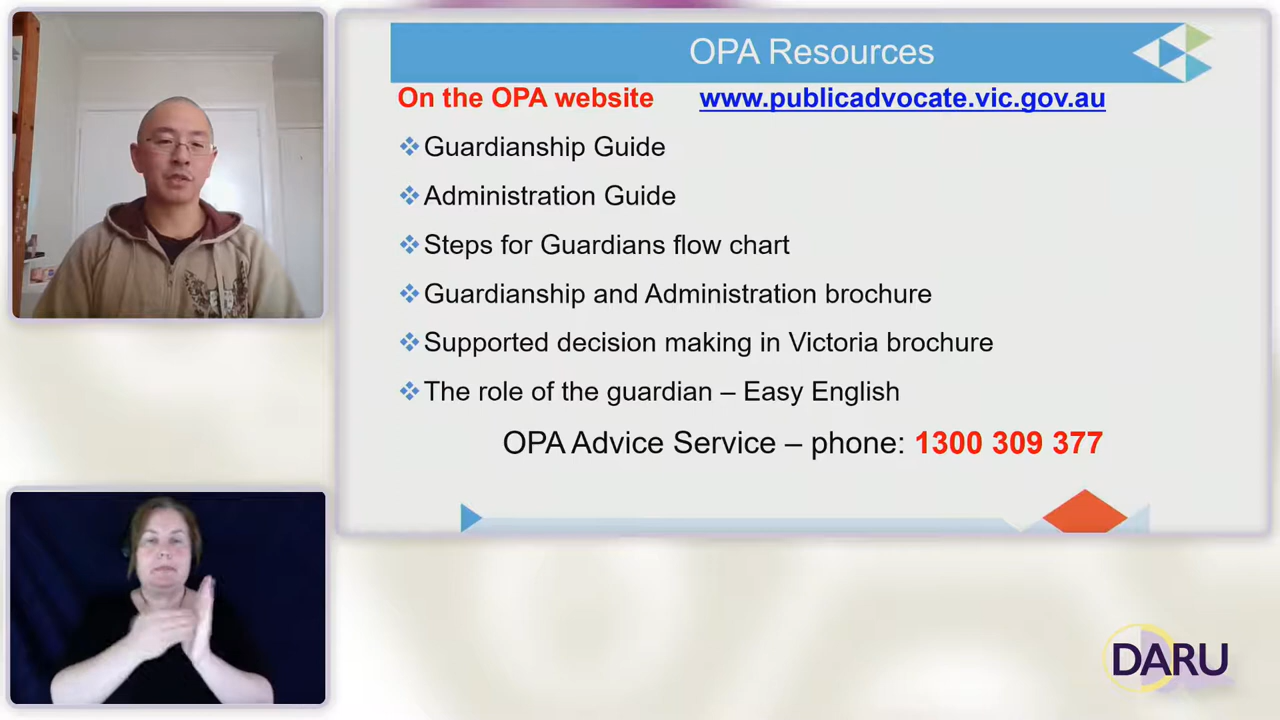 OPA Resources
On the OPA website www.publicadvocate.vic.gov.au
Guardianship Guide
Administration Guide
Steps for Guardians flow chart
Guardianship and Administration brochure
Supported decision making in Victoria brochure
The role of the guardian – Easy English
OPA Advice Service – phone: 1300 309 377
DARU